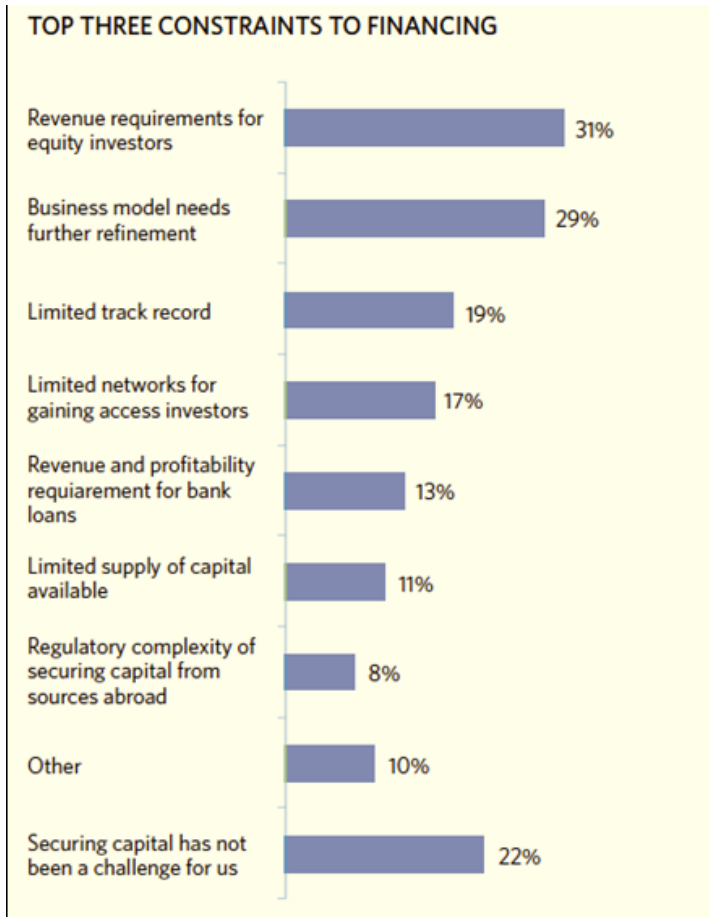 TOP THREE CONSTRAINTS TO FINANCING
Revenue requirements for
equity investors
31%
Business model needs
further refinement
29%
Limited track record
19%
Limited networks for
gaining access investors
17%
Revenue and profitability
requiarement for bank
loans
13%
Limited supply of capital
available
11%
Regulatory complexity of
securing capital from
sources abroad
8%
Other
10%
Securing capital has not
been a challenge for us
22%